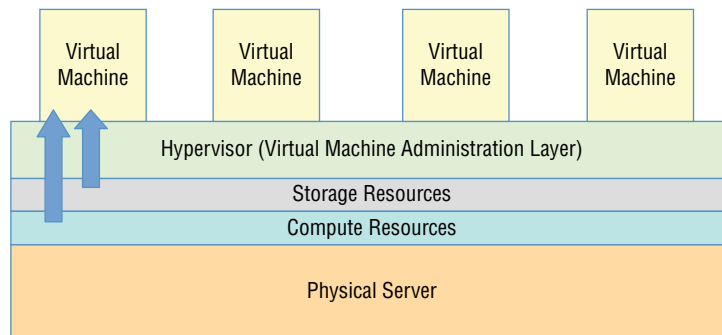 Virtual
Machine
Virtual
Machine
Virtual
Machine
Virtual
Machine
Hypervisor (Virtual Machine Administration Layer)
Storage Resources
Compute Resources
Physical Server